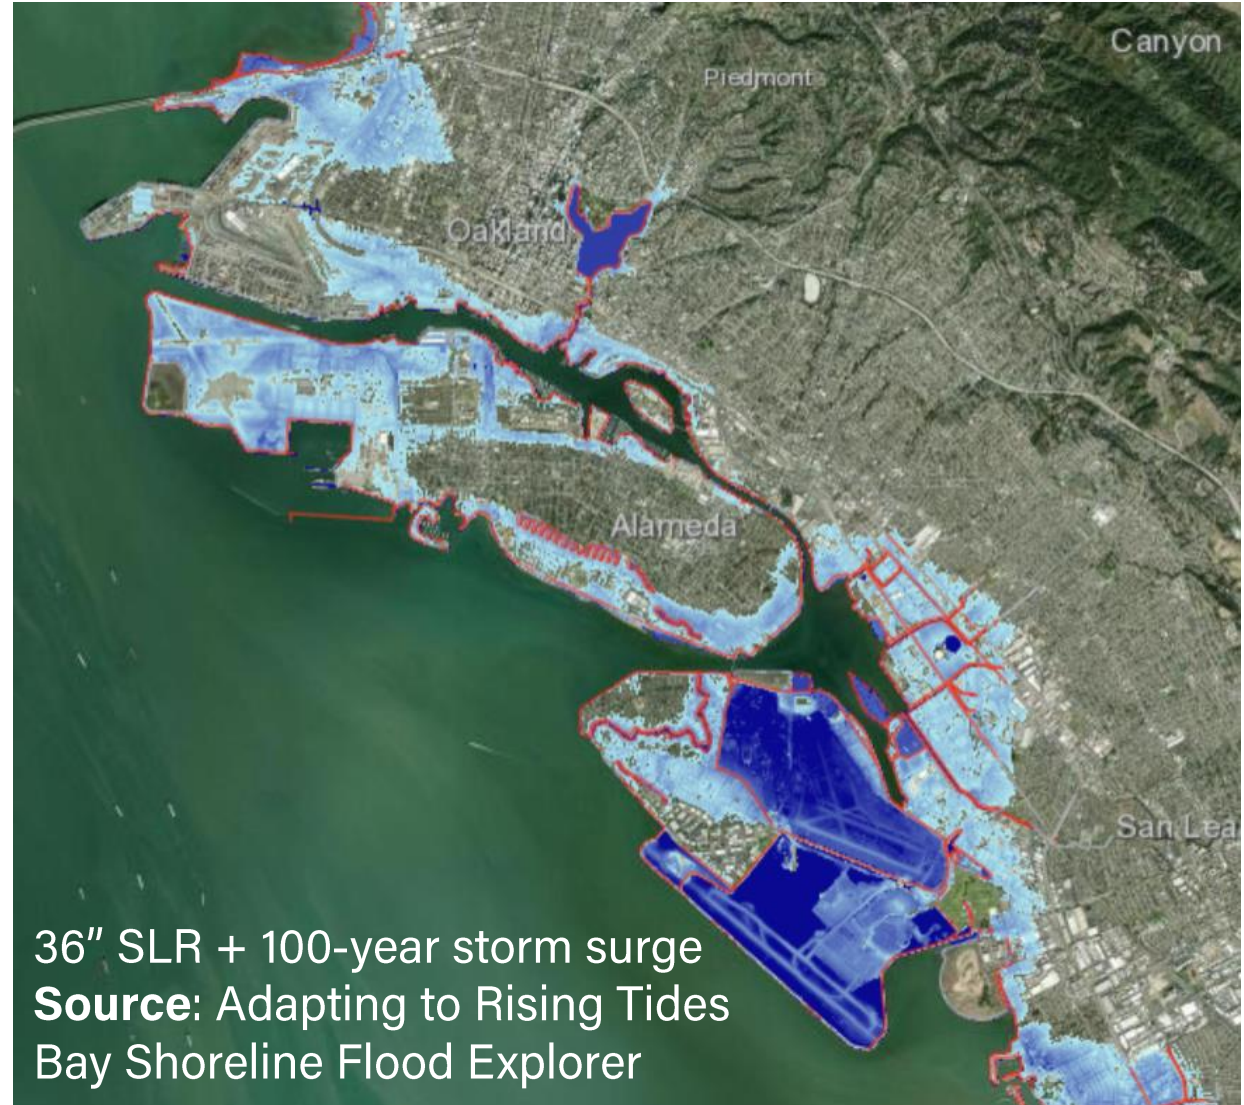 Canyon
Piedmont
Oakland
Alameda
San Lea
36” SLR + 100-year storm surge
Source: Adapting to Rising Tides
Bay Shoreline Flood Explorer